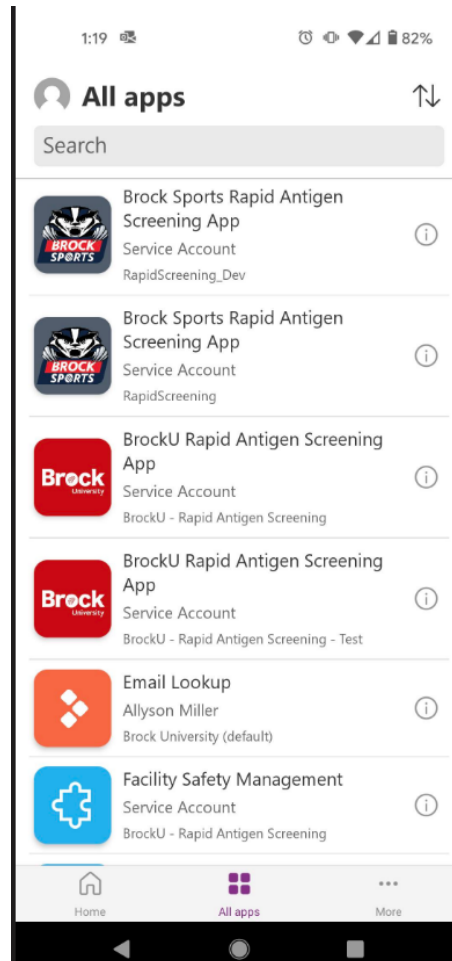 1:19
82%
All apps
Search
Brock Sports Rapid Antigen
Screening App
Service Account
RapidScreening_Dev
BROCK
SPORTS
Brock Sports Rapid Antigen
Screening App
Service Account
RapidScreening
BROCK
SPORTS
BrockU Rapid Antigen Screening
App
Service Account
BrockU - Rapid Antigen Screening
Brock
University
BrockU Rapid Antigen Screening
App
Service Account
BrockU - Rapid Antigen Screening - Test
Brock
University
Email Lookup
Allyson Miller
Brock University (default)
Facility Safety Management
Service Account
BrockU - Rapid Antigen Screening
Home
All apps
More